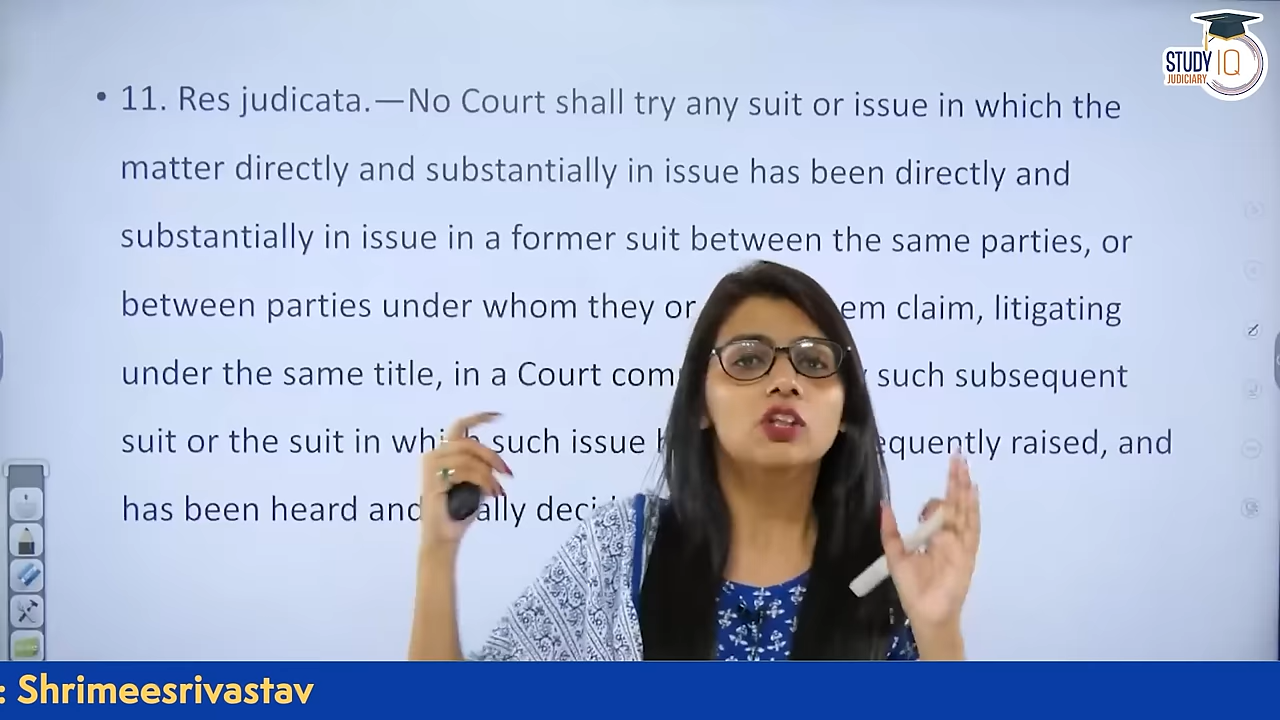 STUDY IQ
JUDICIARY
• 11. Res judicata.—No Court shall try any suit or issue in which the
matter directly and substantially in issue has been directly and
substantially in issue in a former suit between the same parties, or
between parties under whom they or em claim, litigating
under the same title, in a Court com such subsequent
suit or the suit in which such issue equently raised, and
has been heard and ally deci
: Shrimeesrivastav